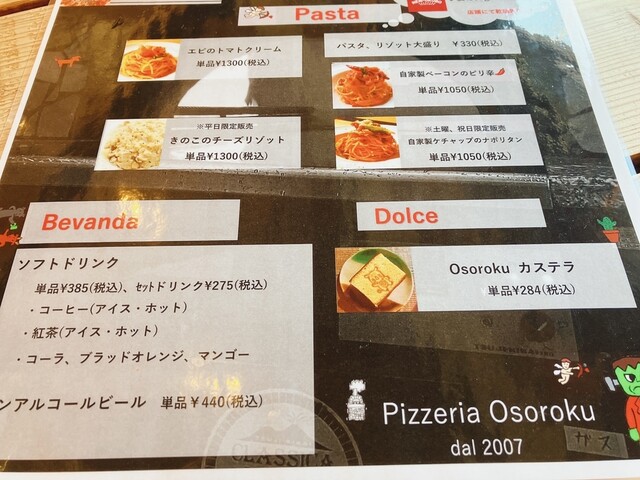 Pasta
エビのトマトクリーム
単品¥1300(税込)
パスタ、リゾット大盛り ¥330(税込)
自家製ベーコンのピリ辛
単品¥1050(税込)
※平日限定販売
きのこのチーズリゾット
単品¥1300(税込)
※土曜、祝日限定販売
自家製ケチャップのナポリタン
単品¥1050(税込)
Bevanda
ソフトドリンク
単品¥385(税込)、ｾｯﾄドリンク¥275(税込)
・コーヒー(アイス・ホット)
・紅茶(アイス・ホット)
・コーラ、ブラッドオレンジ、マンゴー
ンアルコールビール 単品¥440(税込)
Dolce
Osoroku カステラ
単品¥284(税込)
Pizzeria Osoroku
dal 2007
CLASSICA